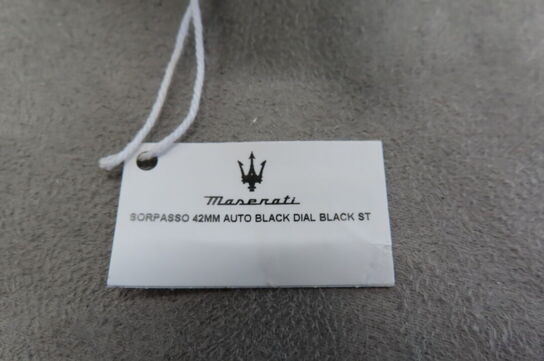 Maserati
SORPASSO 42MM AUTO BLACK DIAL BLACK ST